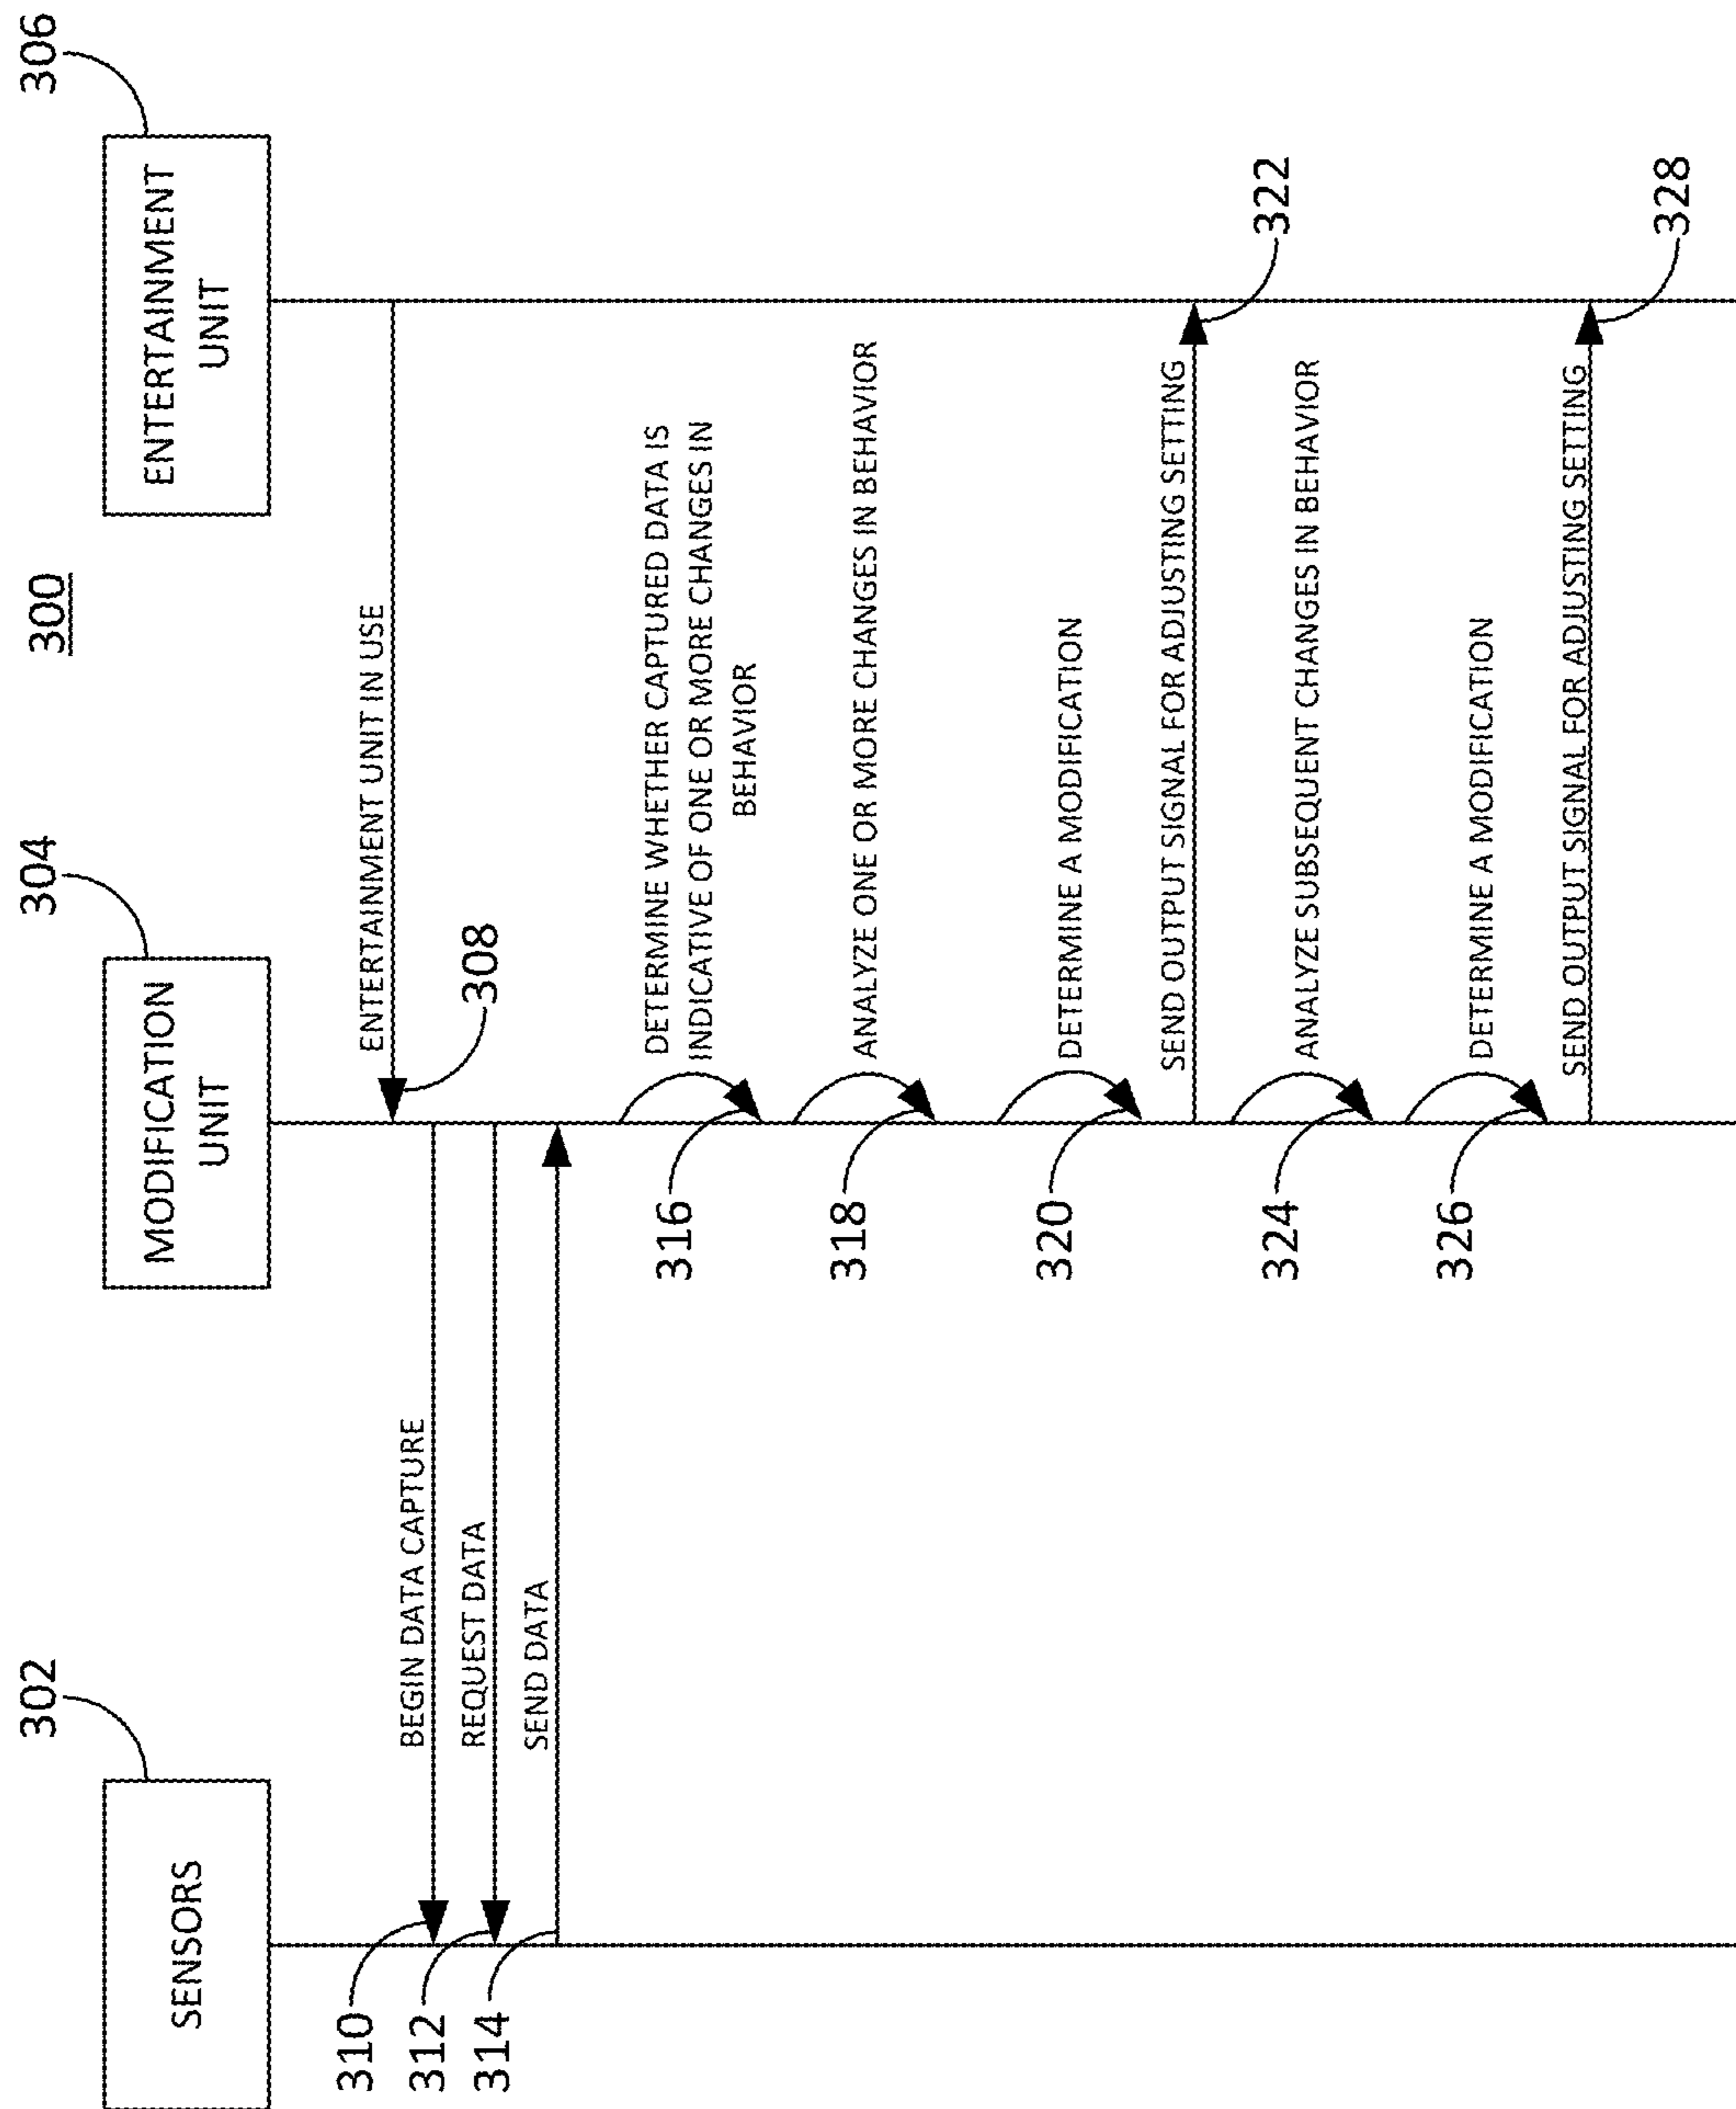 300
302
304
306
SENSORS
MODIFICATION
UNIT
ENTERTAINMENT
UNIT
ENTERTAINMENT UNIT IN USE
308
BEGIN DATA CAPTURE
310
REQUEST DATA
312
SEND DATA
314
DETERMINE WHETHER CAPTURED DATA IS
INDICATIVE OF ONE OR MORE CHANGES IN
BEHAVIOR
316
ANALYZE ONE OR MORE CHANGES IN BEHAVIOR
318
DETERMINE A MODIFICATION
320
SEND OUTPUT SIGNAL FOR ADJUSTING SETTING
322
ANALYZE SUBSEQUENT CHANGES IN BEHAVIOR
324
DETERMINE A MODIFICATION
326
SEND OUTPUT SIGNAL FOR ADJUSTING SETTING
328